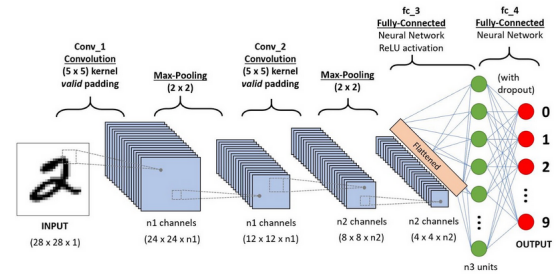 fc_3
Fully-Connected
Neural Network
ReLU activation
fc_4
Fully-Connected
Neural Network
Conv_1
Convolution
(5 x 5) kernel
valid padding
Max-Pooling
(2 x 2)
Conv_2
Convolution
(5 x 5) kernel
valid padding
Max-Pooling
(2 x 2)
(with
dropout)
Flattened
0
1
2
9
OUTPUT
2
INPUT
(28 x 28 x 1)
n1 channels
(24 x 24 x n1)
n1 channels
(12 x 12 x n1)
n2 channels
(8 x 8 x n2)
n2 channels
(4 x 4 x n2)
n3 units